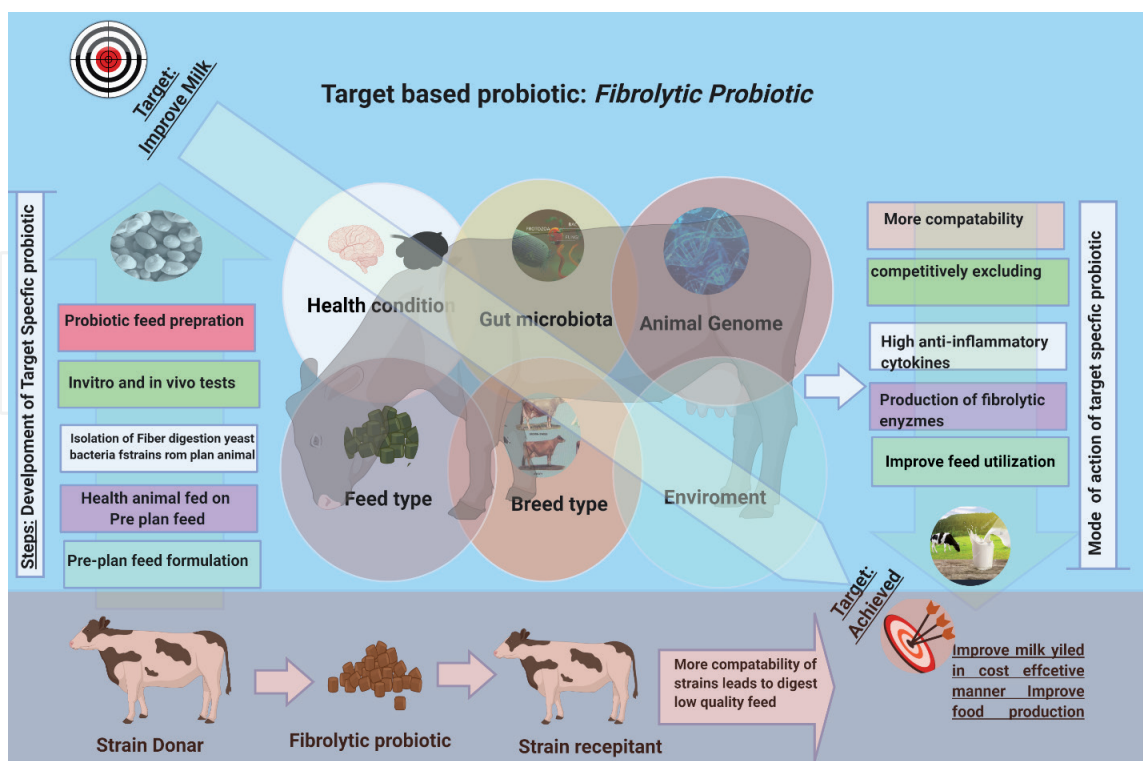 Target:
Improve Milk
Target based probiotic: Fibrolytic Probiotic
Steps: Development of Target Specfic probiotic
Probiotic feed prepration
Invitro and in vivo tests
Isolation of Fiber digestion yeast
bacteria fstrains rom plan animal
Health animal fed on
Pre plan feed
Pre-plan feed formulation
Health condition
Gut microbiota
Animal Genome
Feed type
Breed type
Enviroment
More compatability
competitively excluding
High anti-inflammatory
cytokines
Production of fibrolytic
enyzmes
Improve feed utilization
Mode of action of target specfic probiotic
Target:
Achieved
Strain Donar
Fibrolytic probiotic
Strain recepitant
More compatability of
strains leads to digest
low quality feed
Improve milk yiled
in cost effcetive
manner Improve
food production